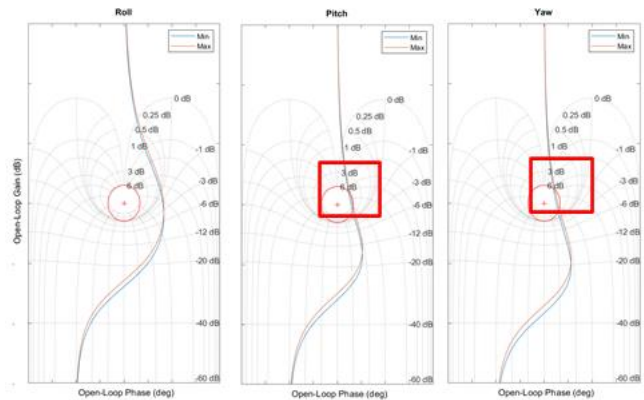 Roll
Min
Max
0 dB
0.25 dB
0.5 dB
1 dB
-1 dB
3 dB
6 dB
-3 dB
-6 dB
-12 dB
-20 dB
-40 dB
-60 dB
Open-Loop Gain (dB)
Open-Loop Phase (deg)
Pitch
Min
Max
0 dB
0.25 dB
0.5 dB
1 dB
-1 dB
3 dB
6 dB
-3 dB
-6 dB
-12 dB
-20 dB
-40 dB
-60 dB
Open-Loop Phase (deg)
Yaw
Min
Max
0 dB
0.25 dB
0.5 dB
1 dB
-1 dB
3 dB
6 dB
-3 dB
-6 dB
-12 dB
-20 dB
-40 dB
-60 dB
Open-Loop Phase (deg)